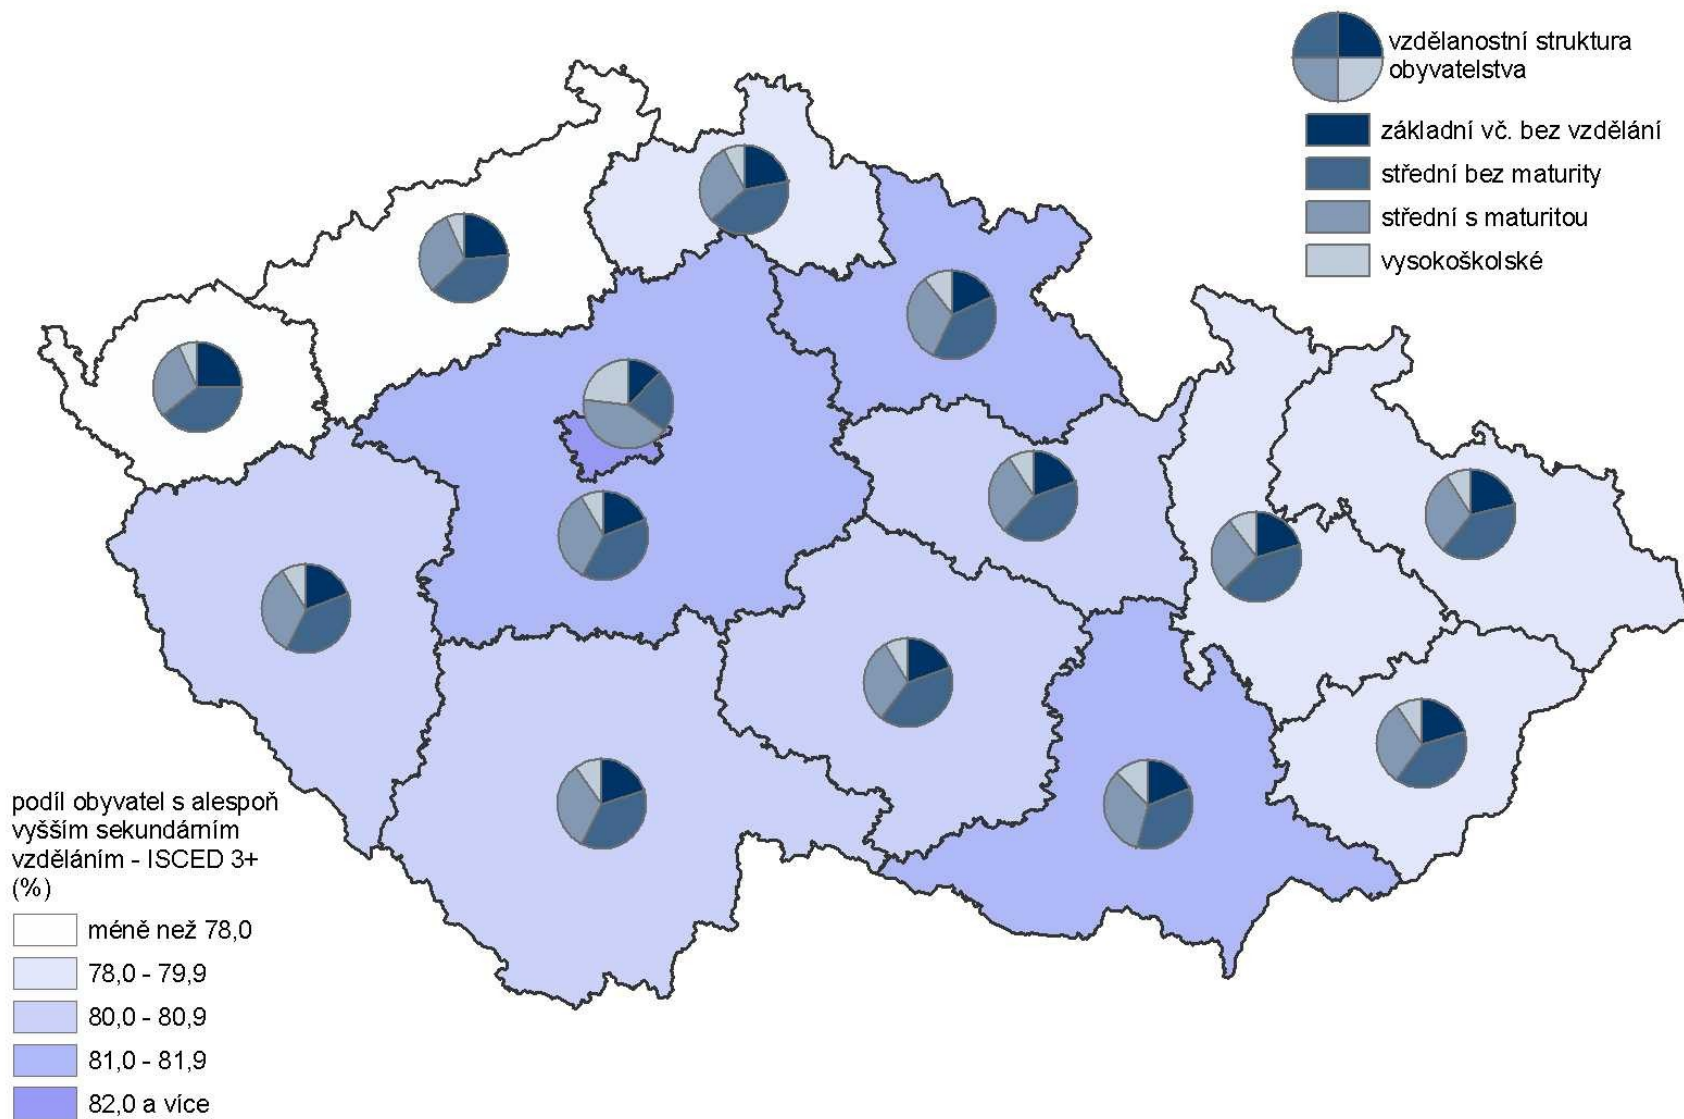 vzdělanostní struktura
obyvatelstva
základní vč. bez vzdělání
střední bez maturity
střední s maturitou
vysokoškolské
podíl obyvatel s alespoň
vyšším sekundárním
vzděláním - ISCED 3+
(%)
méně než 78,0
78,0 - 79,9
80,0 - 80,9
81,0 - 81,9
82,0 a více